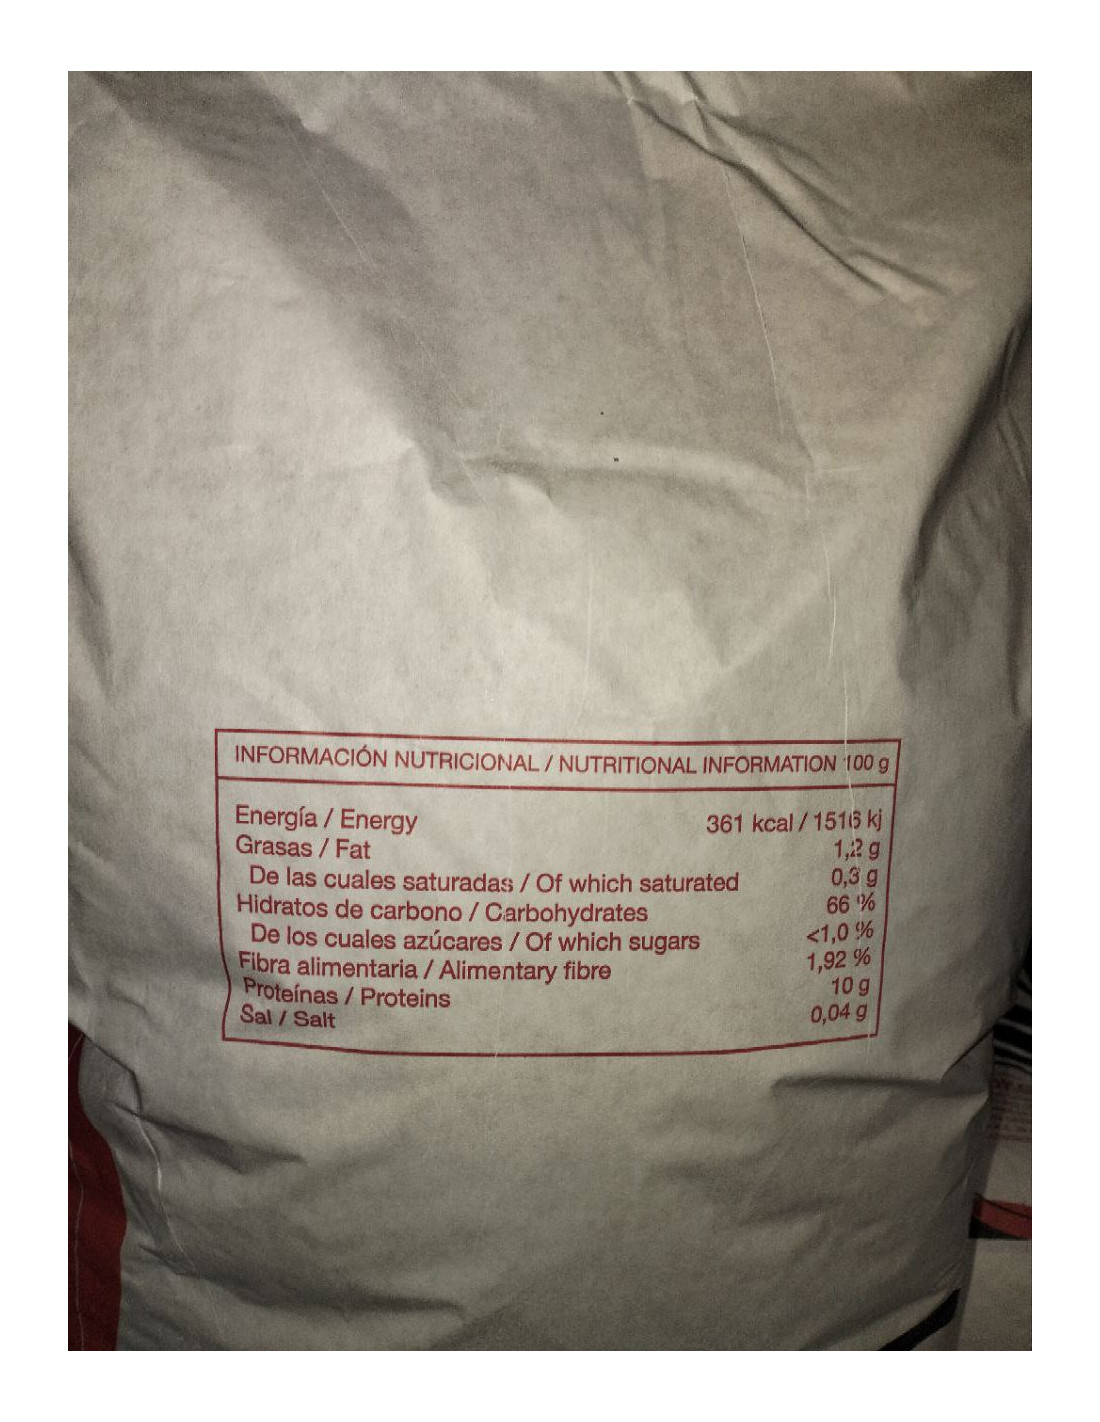 INFORMACIÓN NUTRICIONAL / NUTRITIONAL INFORMATION 100 g
Energía / Energy 361 kcal / 1516 kj
Grasas / Fat 1,2 g
De las cuales saturadas / Of which saturated 0,3 g
Hidratos de carbono / Carbohydrates 66 %
De los cuales azúcares / Of which sugars <1,0 %
Fibra alimentaria / Alimentary fibre 1,92 %
Proteínas / Proteins 10 g
Sal / Salt 0,04 g